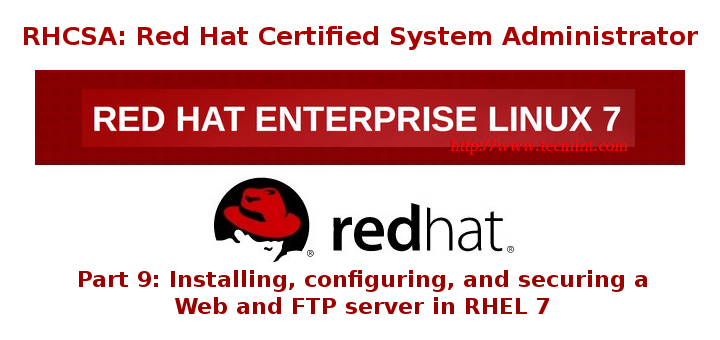 RHCSA: Red Hat Certified System Administrator
RED HAT ENTERPRISE LINUX 7
http://www.tecmint.com
redhat.
®
®
Part 9: Installing, configuring, and securing a
Web and FTP server in RHEL 7